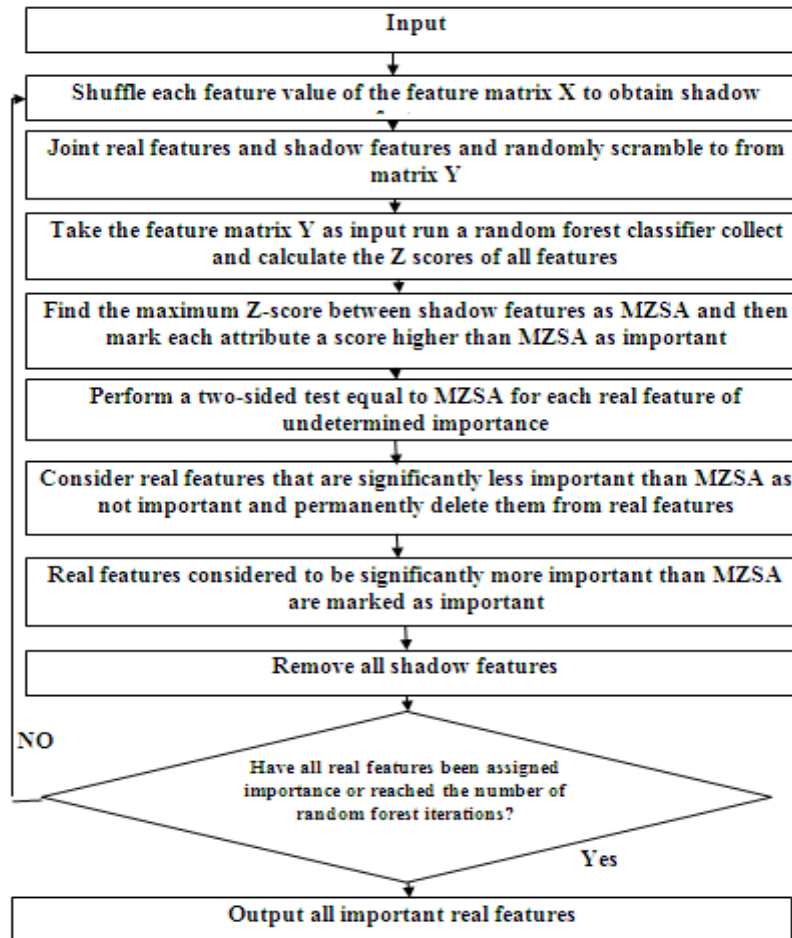 Input
Shuffle each feature value of the feature matrix X to obtain shadow
Joint real features and shadow features and randomly scramble to from
matrix Y
Take the feature matrix Y as input run a random forest classifier collect
and calculate the Z scores of all features
Find the maximum Z-score between shadow features as MZSA and then
mark each attribute a score higher than MZSA as important
Perform a two-sided test equal to MZSA for each real feature of
undetermined importance
Consider real features that are significantly less important than MZSA as
not important and permanently delete them from real features
Real features considered to be significantly more important than MZSA
are marked as important
Remove all shadow features
NO
Have all real features been assigned
importance or reached the number of
random forest iterations?
Yes
Output all important real features